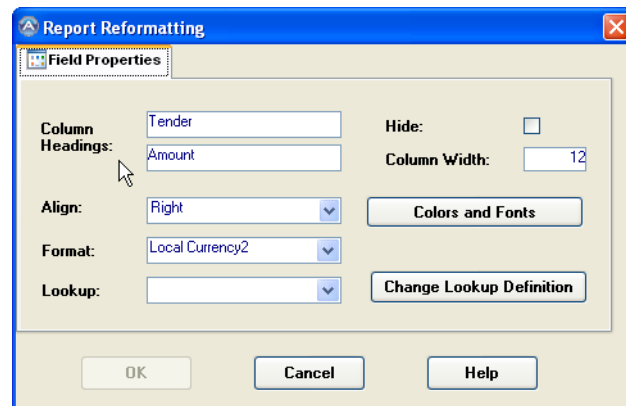 Report Reformatting
Field Properties
Column
Headings:
Tender
Amount
Hide:
Column Width:
12
Align:
Right
Colors and Fonts
Format:
Local Currency2
Lookup:
Change Lookup Definition
OK
Cancel
Help